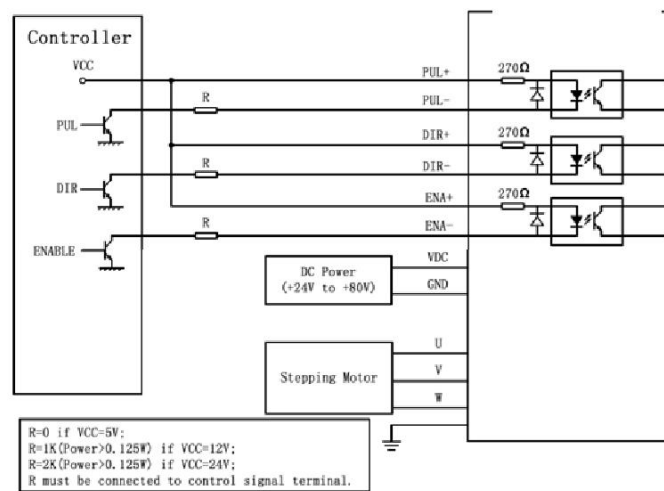 Controller
VCC
PUL+ 270Ω
R PUL-
PUL
DIR+ 270Ω
R DIR-
DIR
ENA+ 270Ω
R ENA-
ENABLE
DC Power
(+24V to +80V)
VDC
GND
Stepping Motor
U
V
W
R=0 if VCC=5V;
R=1K(Power>0.125W) if VCC=12V;
R=2K(Power>0.125W) if VCC=24V;
R must be connected to control signal terminal.